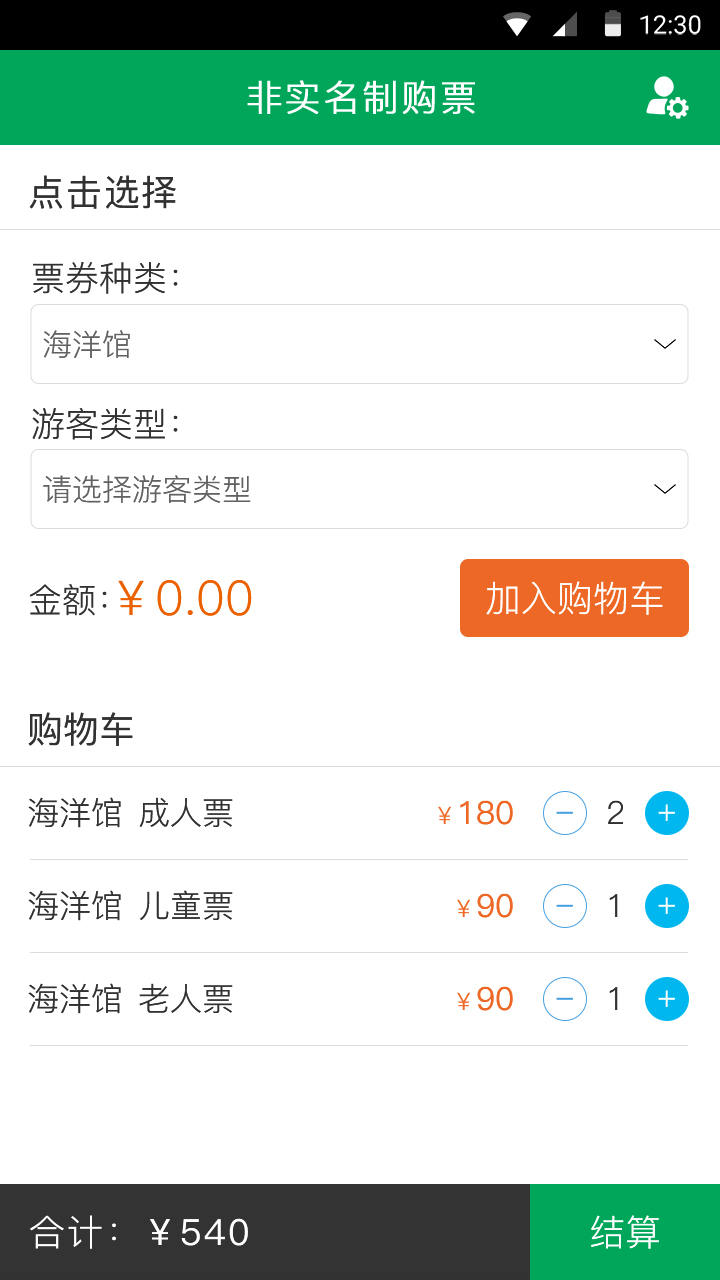 12:30
非实名制购票
点击选择
票券种类:
海洋馆
游客类型:
请选择游客类型
金额:¥0.00 加入购物车
购物车
海洋馆 成人票 ¥180 − 2 +
海洋馆 儿童票 ¥90 − 1 +
海洋馆 老人票 ¥90 − 1 +
合计: ¥540 结算